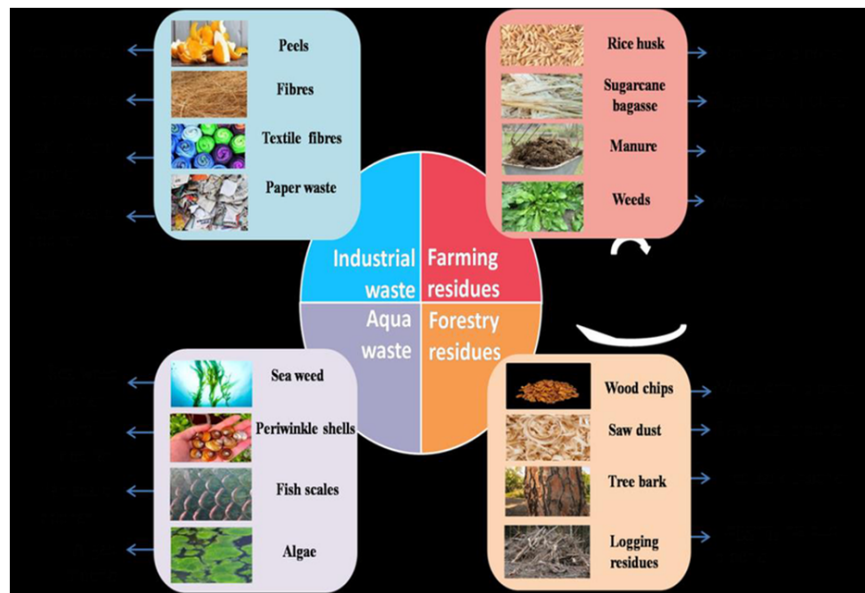 Peels
Fibres
Textile fibres
Paper waste
Rice husk
Sugarcane
bagasse
Manure
Weeds
Industrial
waste
Farming
residues
Aqua
waste
Forestry
residues
Sea weed
Periwinkle shells
Fish scales
Algae
Wood chips
Saw dust
Tree bark
Logging
residues